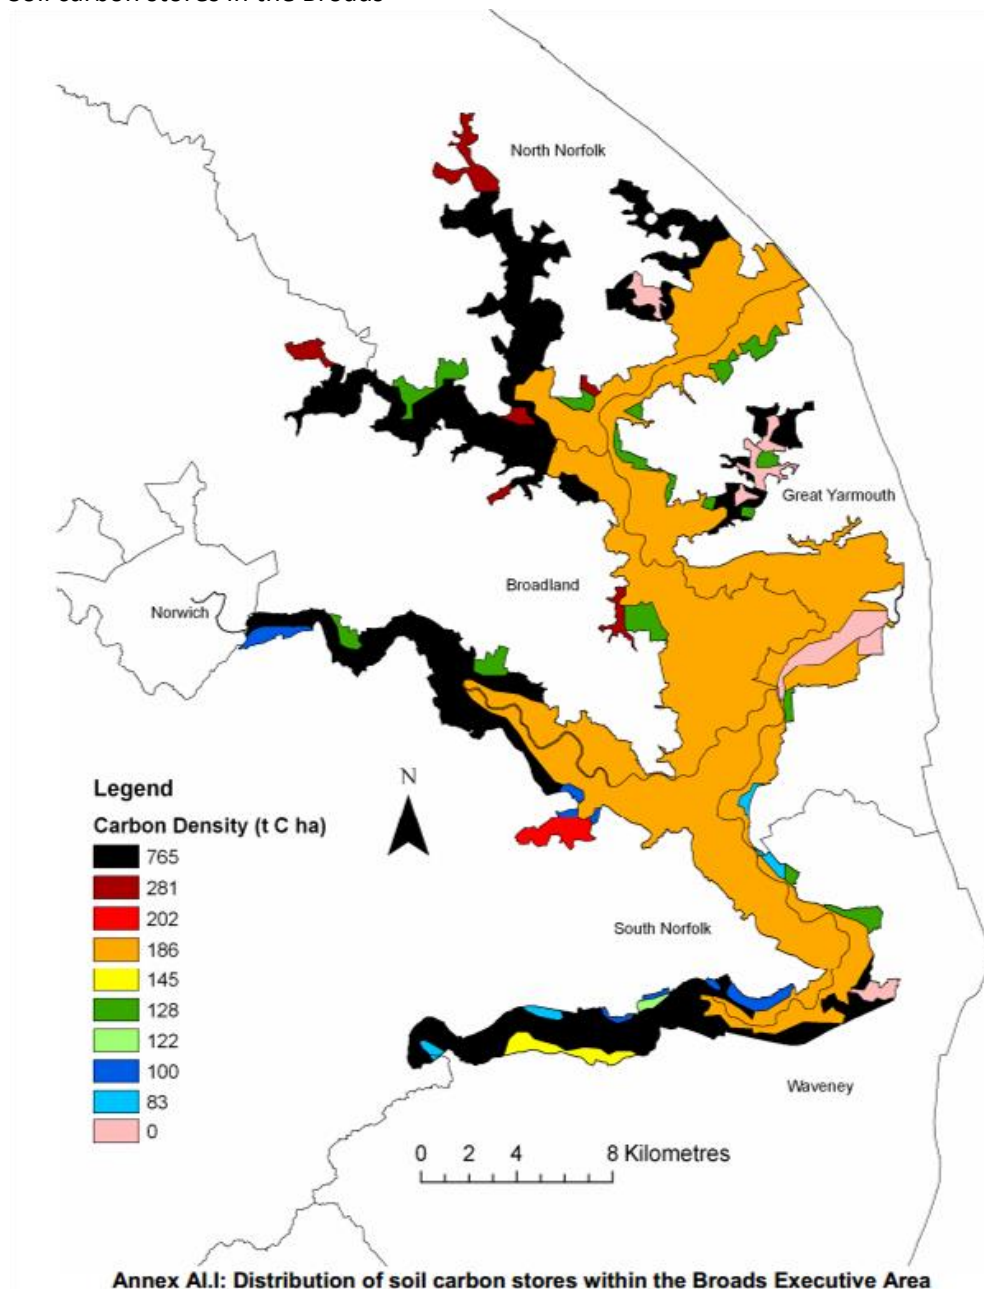 Soil carbon stores in the Broads
North Norfolk
Great Yarmouth
Broadland
Norwich
N
Legend
Carbon Density (t C ha)
765
281
202
186
145
128
122
100
83
0
South Norfolk
Waveney
0 2 4 8 Kilometres
Annex AI.I: Distribution of soil carbon stores within the Broads Executive Area